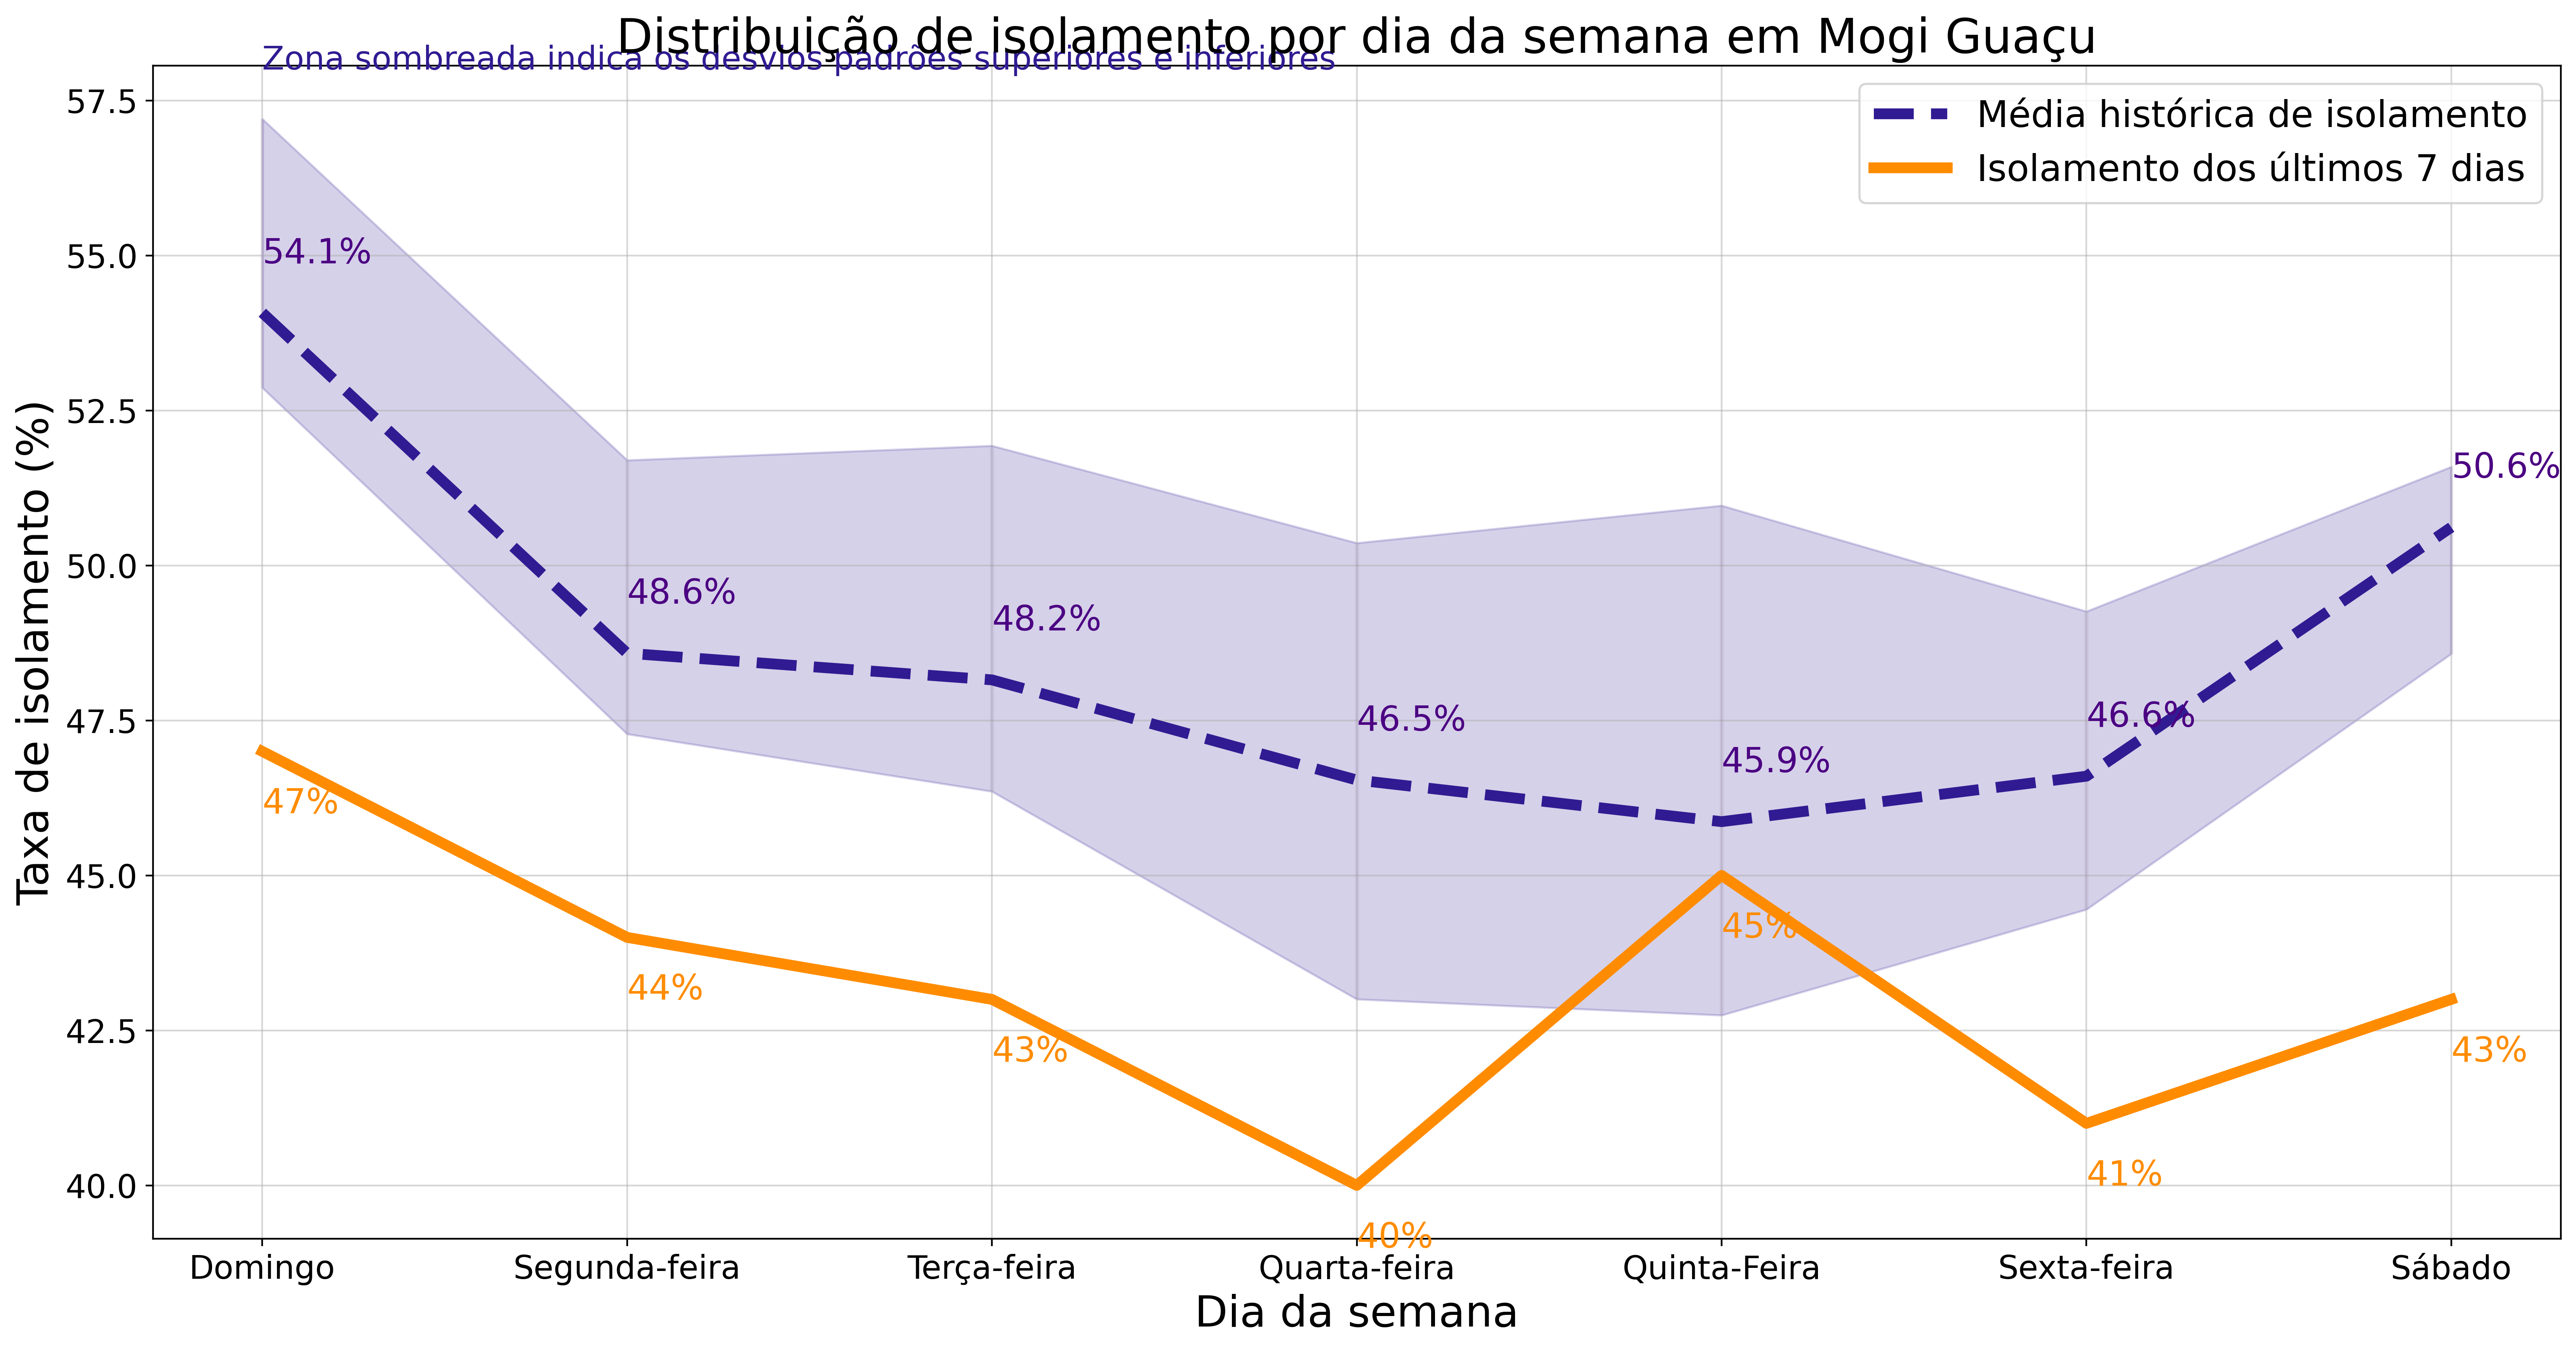 Distribuição de isolamento por dia da semana em Mogi Guaçu
Zona sombreada indica os desvios padrões superiores e inferiores
Média histórica de isolamento
Isolamento dos últimos 7 dias
Taxa de isolamento (%)
57.5
55.0
52.5
50.0
47.5
45.0
42.5
40.0
54.1%
48.6%
48.2%
46.5%
45.9%
46.6%
50.6%
47%
44%
43%
40%
45%
41%
43%
Domingo
Segunda-feira
Terça-feira
Quarta-feira
Quinta-Feira
Sexta-feira
Sábado
Dia da semana